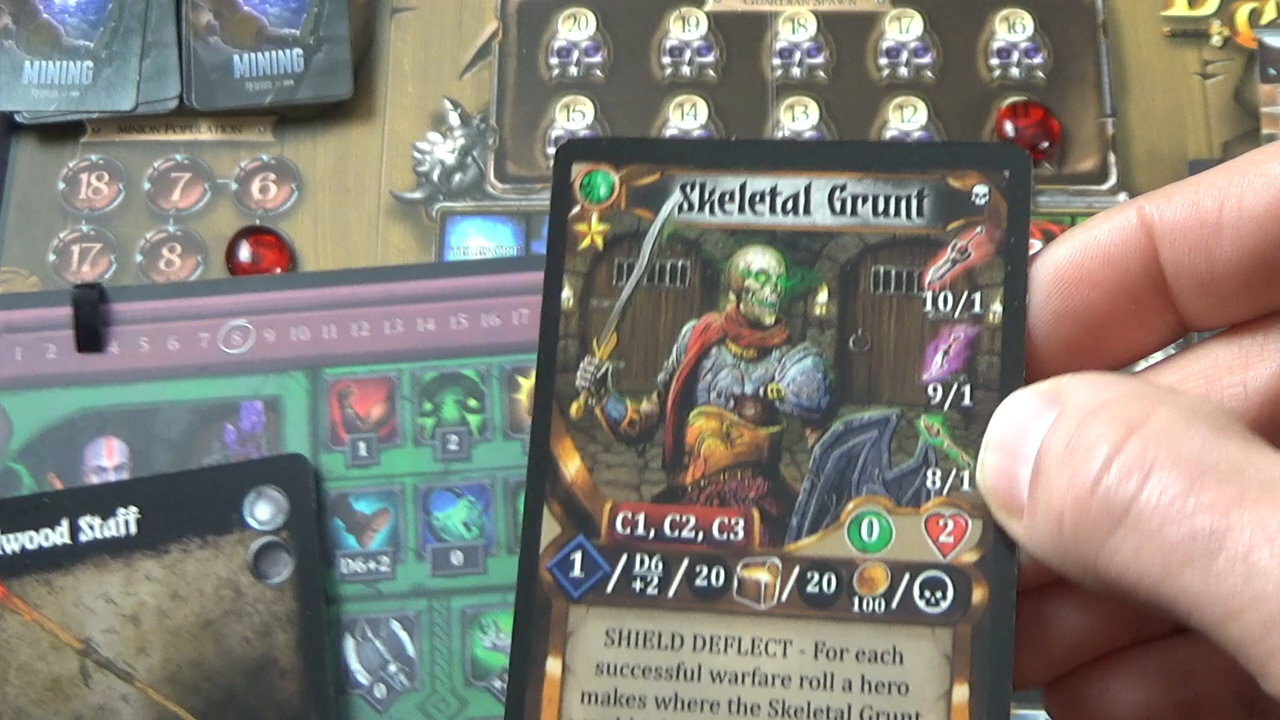 GUARDIAN SPAWN
20 19 18 17 16
15 14 13 12
MINING
MINING
MINION POPULATION
18 7 6
17 8
1 2 4 5 6 7 8 9 10 11 12 13 14 15 16 17
1 2
D6+2 0
0
wood Staff
Skeletal Grunt
10/1
9/1
8/1
C1, C2, C3
0 2
1 / D6 +2 / 20 / 20 100 /
SHIELD DEFLECT - For each
successful warfare roll a hero
makes where the Skeletal Grunt